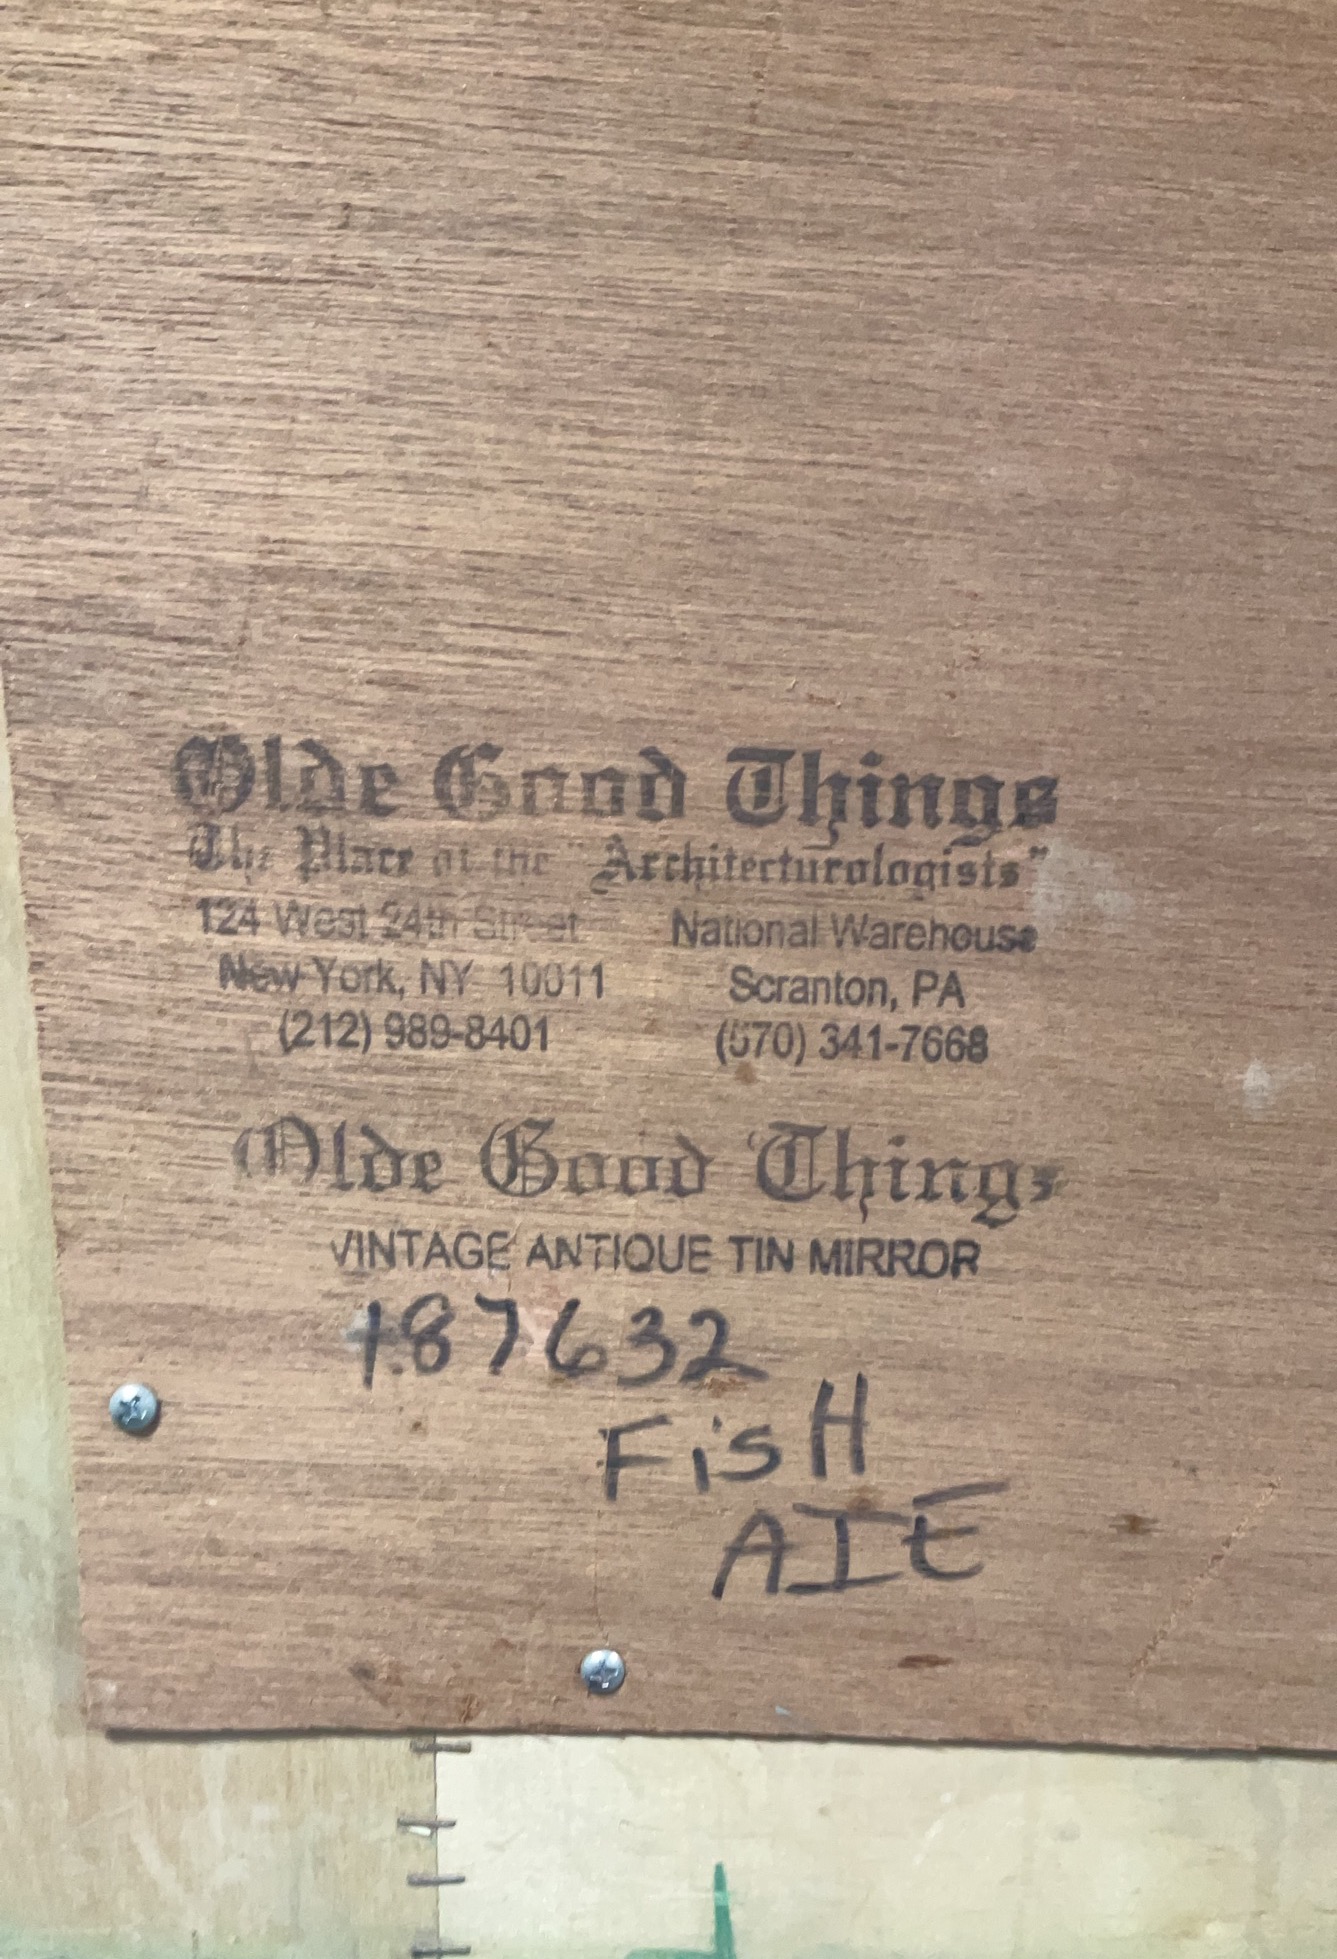 Olde Good Things
The Place of the "Architecturologists"
124 West 24th Street National Warehouse
New York, NY 10011 Scranton, PA
(212) 989-8401 (570) 341-7668
Olde Good Things
VINTAGE ANTIQUE TIN MIRROR
187632
FisH
AIE